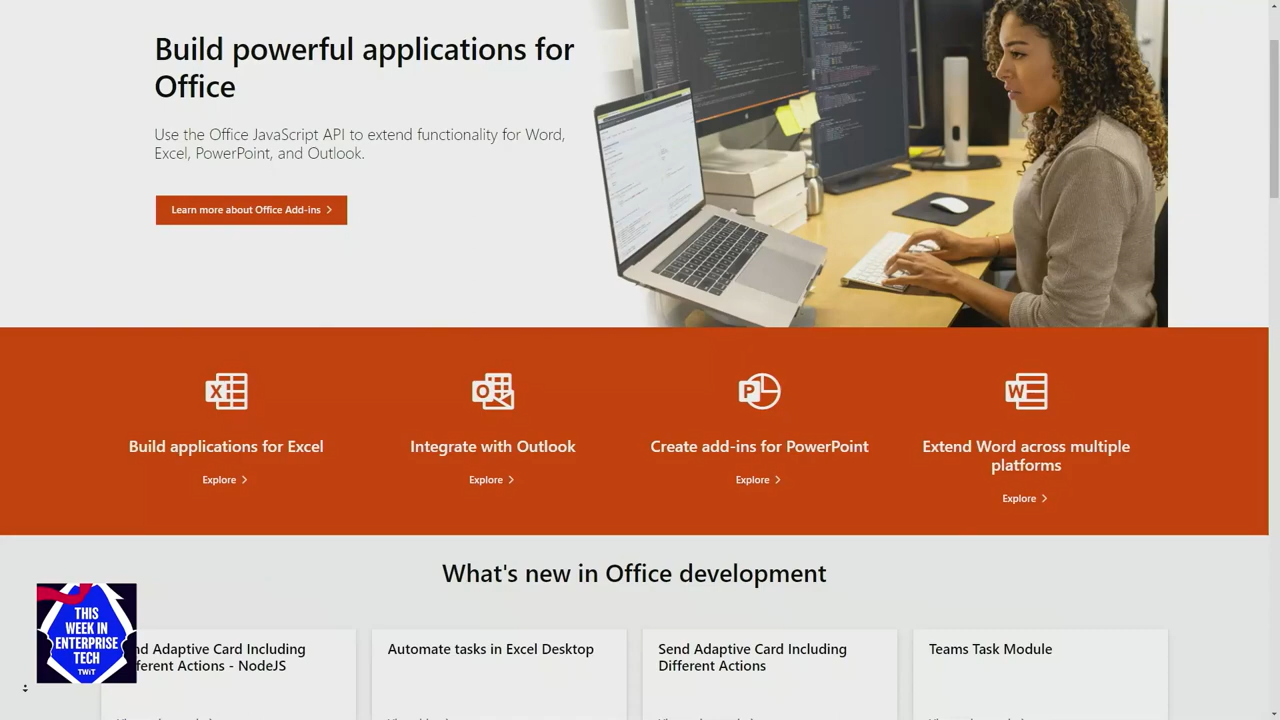 Build powerful applications for
Office
Use the Office JavaScript API to extend functionality for Word,
Excel, PowerPoint, and Outlook.
Learn more about Office Add-ins
X
O
P
W
Build applications for Excel
Integrate with Outlook
Create add-ins for PowerPoint
Extend Word across multiple
platforms
Explore
Explore
Explore
Explore
What's new in Office development
THIS
WEEK IN
ENTERPRISE
TECH
TWiT
Adaptive Card Including
Actions - NodeJS
Automate tasks in Excel Desktop
Send Adaptive Card Including
Different Actions
Teams Task Module